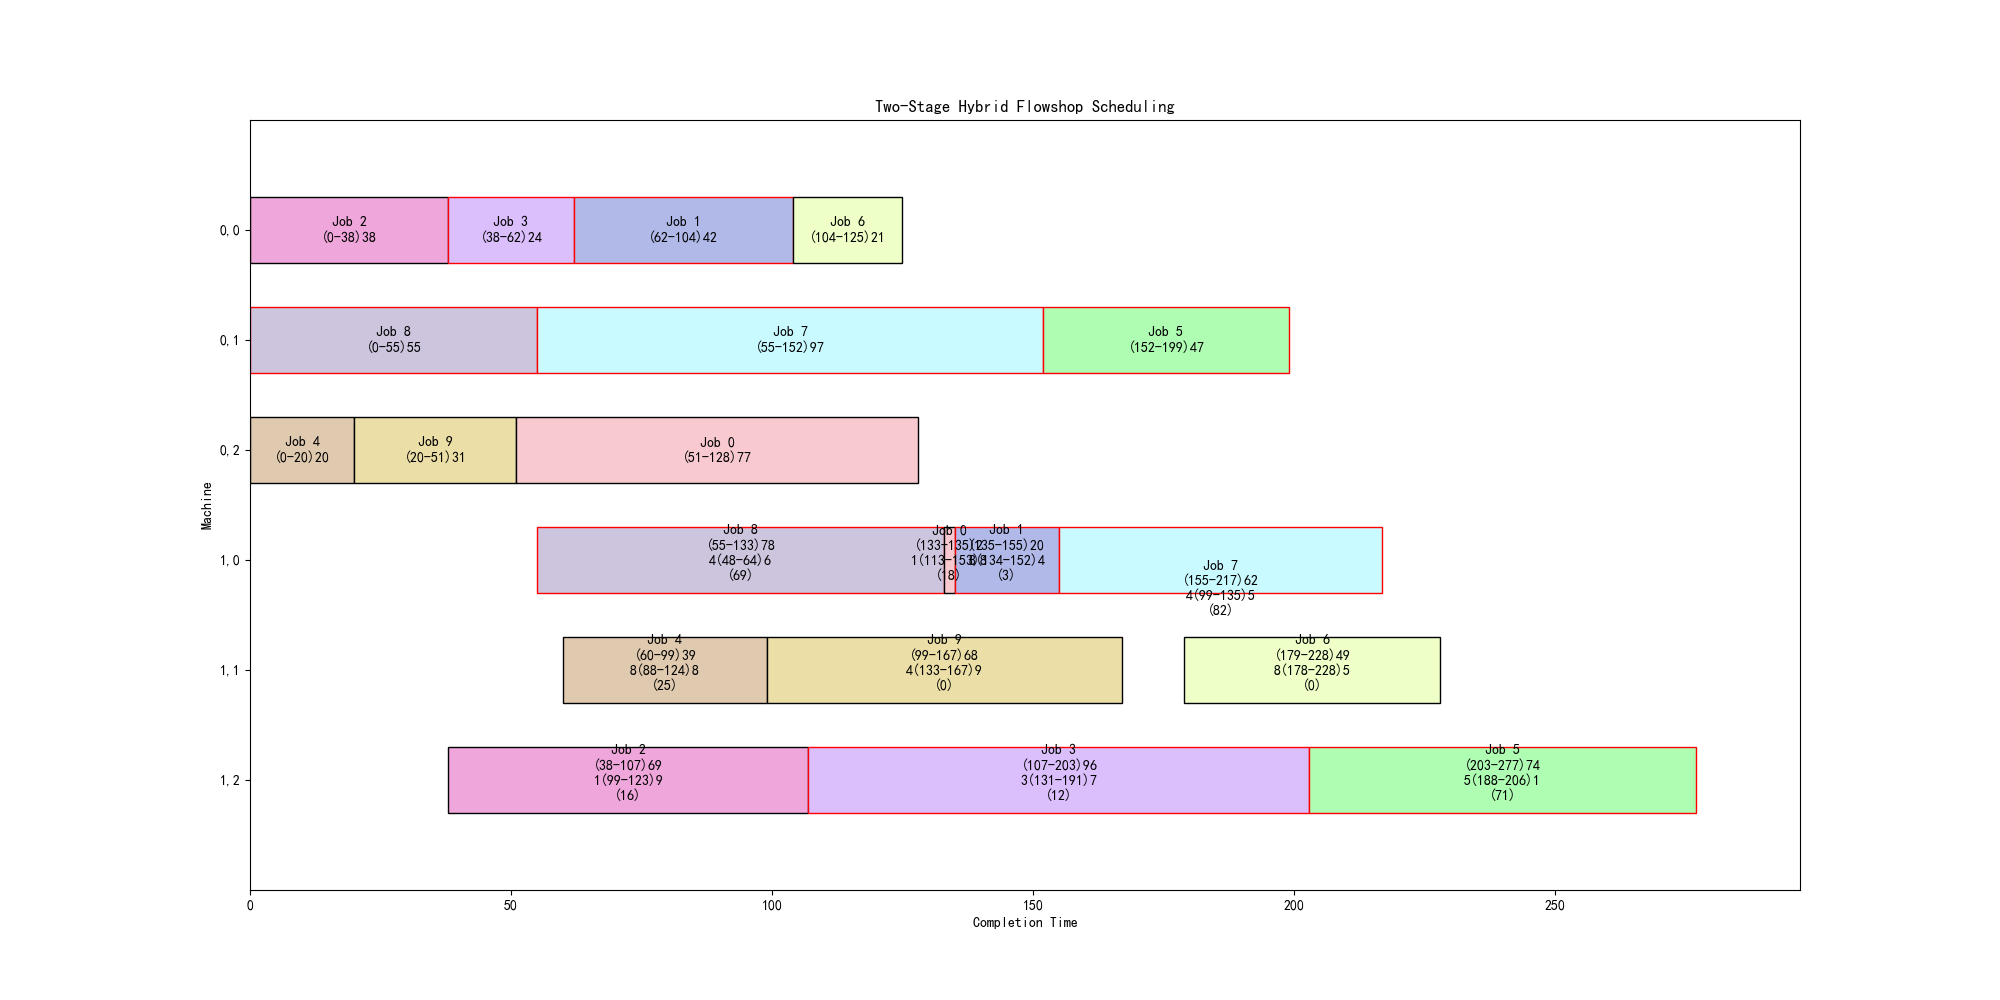 Two-Stage Hybrid Flowshop Scheduling
0,0
Job 2
(0-38)38
Job 3
(38-62)24
Job 1
(62-104)42
Job 6
(104-125)21
0,1
Job 8
(0-55)55
Job 7
(55-152)97
Job 5
(152-199)47
0,2
Job 4
(0-20)20
Job 9
(20-51)31
Job 0
(51-128)77
Machine
1,0
Job 8
(55-133)78
4(48-64)6
(69)
Job 0
(133-135)2
1(113-153)
(18)
Job 1
(135-155)20
(134-152)4
(3)
Job 7
(155-217)62
4(99-135)5
(82)
1,1
Job 4
(60-99)39
8(88-124)8
(25)
Job 9
(99-167)68
4(133-167)9
(0)
Job 6
(179-228)49
8(178-228)5
(0)
1,2
Job 2
(38-107)69
1(99-123)9
(16)
Job 3
(107-203)96
3(131-191)7
(12)
Job 5
(203-277)74
5(188-206)1
(71)
0
50
100
150
200
250
Completion Time